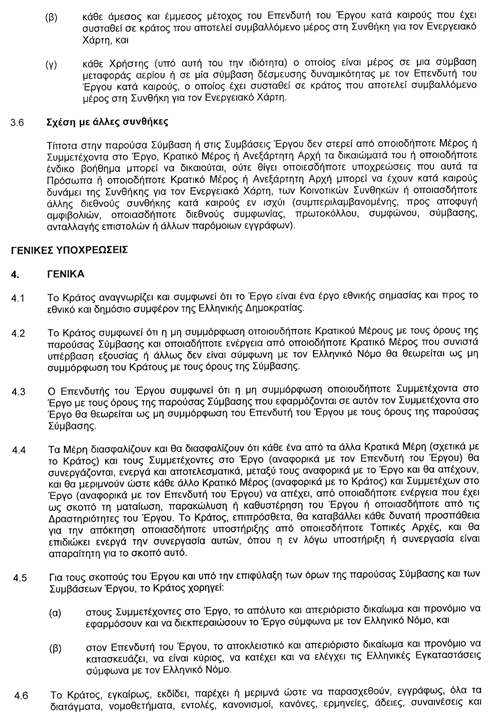 (β) κάθε άμεσος και έμμεσος μέτοχος του Επενδυτή του Έργου κατά καιρούς που έχει
συσταθεί σε κράτος που αποτελεί συμβαλλόμενο μέρος στη Συνθήκη για τον Ενεργειακό
Χάρτη, και
(γ) κάθε Χρήστης (υπό αυτή του την ιδιότητα) ο οποίος είναι μέρος σε μια σύμβαση
μεταφοράς αερίου ή σε μία σύμβαση δέσμευσης δυναμικότητας με τον Επενδυτή του
Έργου κατά καιρούς, ο οποίος έχει συσταθεί σε κράτος που αποτελεί συμβαλλόμενο
μέρος στη Συνθήκη για τον Ενεργειακό Χάρτη.
3.6 Σχέση με άλλες συνθήκες
Τίποτα στην παρούσα Σύμβαση ή στις Συμβάσεις Έργου δεν στερεί από οποιοδήποτε Μέρος ή
Συμμετέχοντα στο Έργο, Κρατικό Μέρος ή Ανεξάρτητη Αρχή τα δικαιώματά του ή οποιοδήποτε
ένδικο βοήθημα μπορεί να δικαιούται, ούτε θίγει οποιεσδήποτε υποχρεώσεις που αυτά τα
Πρόσωπα ή οποιοδήποτε Κρατικό Μέρος ή Ανεξάρτητη Αρχή μπορεί να έχουν κατά καιρούς
δυνάμει της Συνθήκης για τον Ενεργειακό Χάρτη, των Κοινοτικών Συνθηκών ή οποιασδήποτε
άλλης διεθνούς συνθήκης κατά καιρούς εν ισχύι (συμπεριλαμβανομένης, προς αποφυγή
αμφιβολιών, οποιασδήποτε διεθνούς συμφωνίας, πρωτοκόλλου, συμφώνου, σύμβασης,
ανταλλαγής επιστολών ή άλλων παρόμοιων εγγράφων).
ΓΕΝΙΚΕΣ ΥΠΟΧΡΕΩΣΕΙΣ
4. ΓΕΝΙΚΑ
4.1 Το Κράτος αναγνωρίζει και συμφωνεί ότι το Έργο είναι ένα έργο εθνικής σημασίας και προς το
εθνικό και δημόσιο συμφέρον της Ελληνικής Δημοκρατίας.
4.2 Το Κράτος συμφωνεί ότι η μη συμμόρφωση οποιουδήποτε Κρατικού Μέρους με τους όρους της
παρούσας Σύμβασης και οποιαδήποτε ενέργεια από οποιοδήποτε Κρατικό Μέρος που συνιστά
υπέρβαση εξουσίας ή άλλως δεν είναι σύμφωνη με τον Ελληνικό Νόμο θα θεωρείται ως μη
συμμόρφωση του Κράτους με τους όρους της Σύμβασης.
4.3 Ο Επενδυτής του Έργου συμφωνεί ότι η μη συμμόρφωση οποιουδήποτε Συμμετέχοντα στο
Έργο με τους όρους της παρούσας Σύμβασης που εφαρμόζονται σε αυτόν τον Συμμετέχοντα στο
Έργο θα θεωρείται ως μη συμμόρφωση του Επενδυτή του Έργου με τους όρους της παρούσας
Σύμβασης.
4.4 Τα Μέρη διασφαλίζουν και θα διασφαλίζουν ότι κάθε ένα από τα άλλα Κρατικά Μέρη (σχετικά με
το Κράτος) και τους Συμμετέχοντες στο Έργο (αναφορικά με τον Επενδυτή του Έργου) θα
συνεργάζονται, ενεργά και αποτελεσματικά, μεταξύ τους αναφορικά με το Έργο και θα απέχουν,
και θα μεριμνούν ώστε κάθε άλλο Κρατικό Μέρος (αναφορικά με το Κράτος) και Συμμετέχων στο
Έργο (αναφορικά με τον Επενδυτή του Έργου) να απέχει, από οποιαδήποτε ενέργεια που έχει
ως σκοπό τη ματαίωση, παρακώλυση ή καθυστέρηση του Έργου ή οποιασδήποτε από τις
Δραστηριότητες του Έργου. Το Κράτος, επιπρόσθετα, θα καταβάλλει κάθε δυνατή προσπάθεια
για την απόκτηση οποιασδήποτε υποστήριξης από οποιεσδήποτε Τοπικές Αρχές, και θα
επιδιώκει ενεργά την συνεργασία αυτών, όπου η εν λόγω υποστήριξη ή συνεργασία είναι
απαραίτητη για το σκοπό αυτό.
4.5 Για τους σκοπούς του Έργου και υπό την επιφύλαξη των όρων της παρούσας Σύμβασης και των
Συμβάσεων Έργου, το Κράτος χορηγεί:
(α) στους Συμμετέχοντες στο Έργο, το απόλυτο και απεριόριστο δικαίωμα και προνόμιο να
εφαρμόσουν και να διεκπεραιώσουν το Έργο σύμφωνα με τον Ελληνικό Νόμο, και
(β) στον Επενδυτή του Έργου, το αποκλειστικό και απεριόριστο δικαίωμα και προνόμιο να
κατασκευάζει, να είναι κύριος, να κατέχει και να ελέγχει τις Ελληνικές Εγκαταστάσεις
σύμφωνα με τον Ελληνικό Νόμο.
4.6 Το Κράτος, εγκαίρως, εκδίδει, παρέχει ή μεριμνά ώστε να παρασχεθούν, εγγράφως, όλα τα
διατάγματα, νομοθετήματα, εντολές, κανονισμοί, κανόνες, ερμηνείες, άδειες, συναινέσεις και